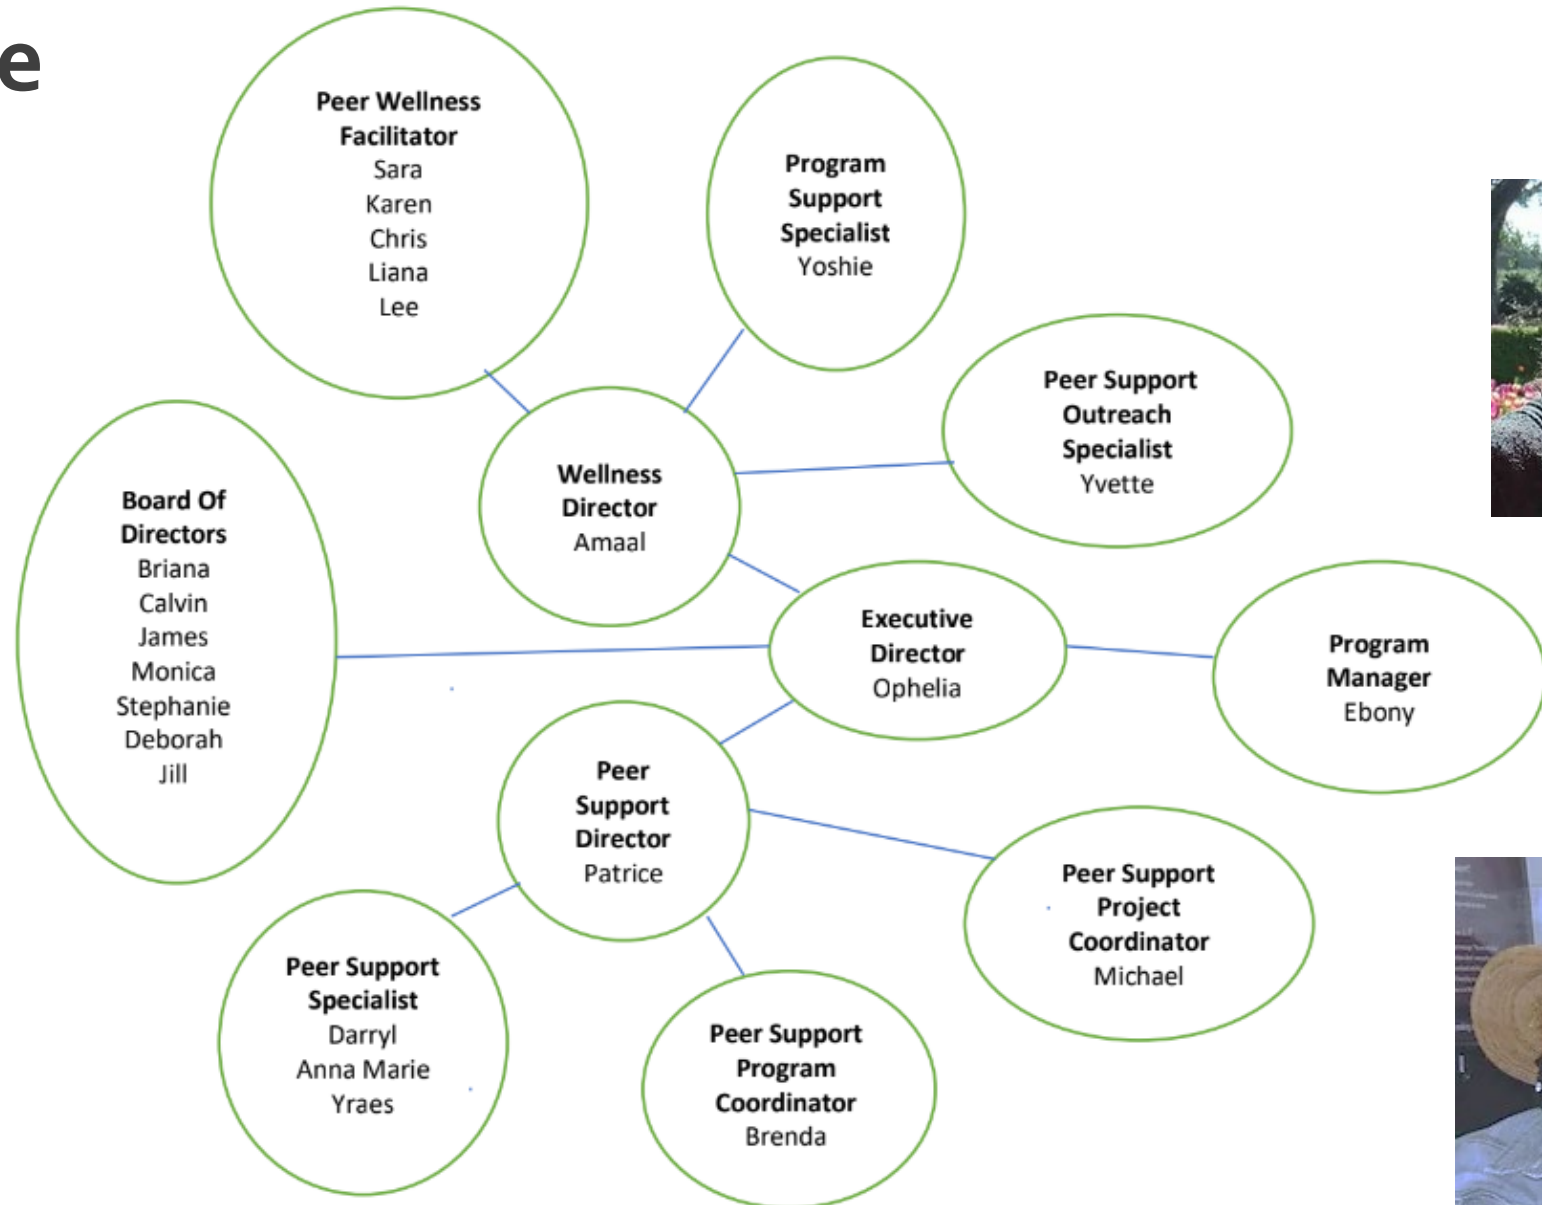 e
Peer Wellness
Facilitator
Sara
Karen
Chris
Liana
Lee
Program
Support
Specialist
Yoshie
Peer Support
Outreach
Specialist
Yvette
Wellness
Director
Amaal
Board Of
Directors
Briana
Calvin
James
Monica
Stephanie
Deborah
Jill
Executive
Director
Ophelia
Program
Manager
Ebony
Peer
Support
Director
Patrice
Peer Support
Project
Coordinator
Michael
Peer Support
Specialist
Darryl
Anna Marie
Yraes
Peer Support
Program
Coordinator
Brenda